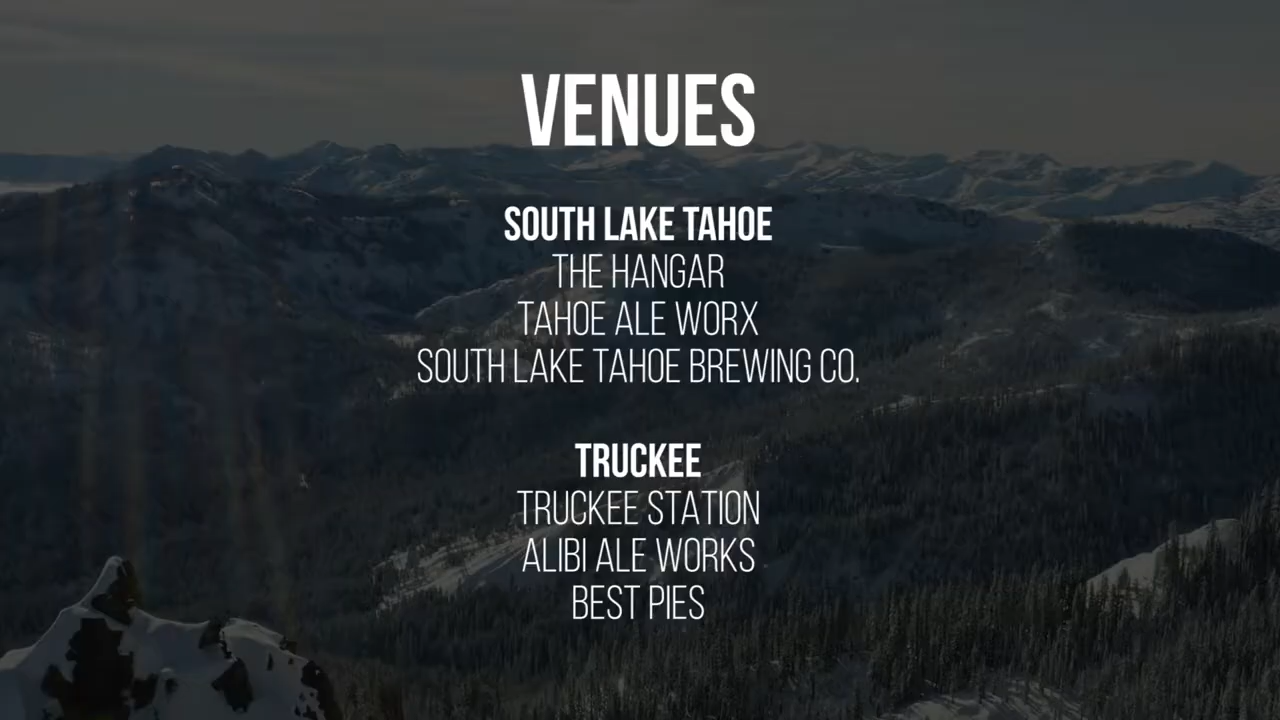 VENUES
SOUTH LAKE TAHOE
THE HANGAR
TAHOE ALE WORX
SOUTH LAKE TAHOE BREWING CO.
TRUCKEE
TRUCKEE STATION
ALIBI ALE WORKS
BEST PIES